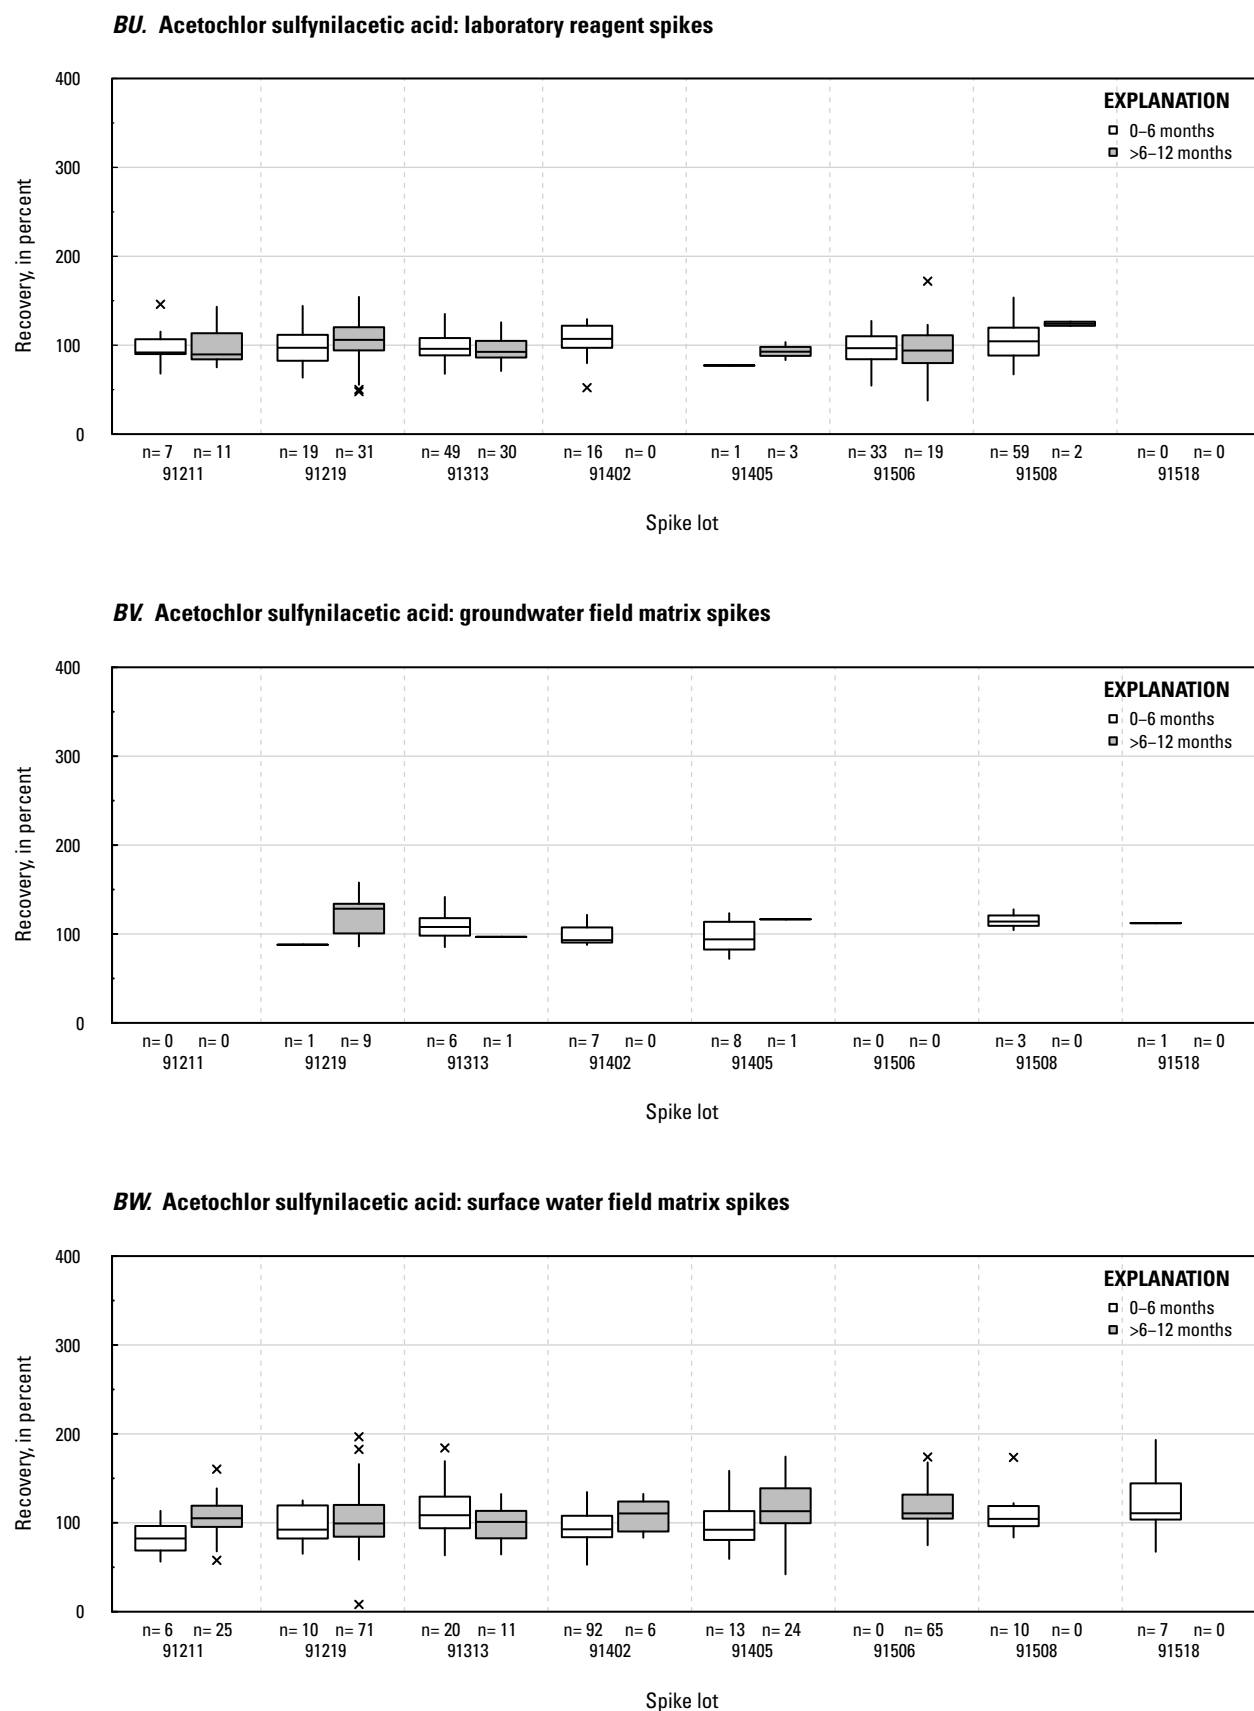 BU. Acetochlor sulfynilacetic acid: laboratory reagent spikes
400
EXPLANATION
0–6 months
>6–12 months
300
200
100
0
Recovery, in percent
n= 7 n= 11 n= 19 n= 31 n= 49 n= 30 n= 16 n= 0 n= 1 n= 3 n= 33 n= 19 n= 59 n= 2 n= 0 n= 0
91211 91219 91313 91402 91405 91506 91508 91518
Spike lot
BV. Acetochlor sulfynilacetic acid: groundwater field matrix spikes
400
EXPLANATION
0–6 months
>6–12 months
300
200
100
0
Recovery, in percent
n= 0 n= 0 n= 1 n= 9 n= 6 n= 1 n= 7 n= 0 n= 8 n= 1 n= 0 n= 0 n= 3 n= 0 n= 1 n= 0
91211 91219 91313 91402 91405 91506 91508 91518
Spike lot
BW. Acetochlor sulfynilacetic acid: surface water field matrix spikes
400
EXPLANATION
0–6 months
>6–12 months
300
200
100
0
Recovery, in percent
n= 6 n= 25 n= 10 n= 71 n= 20 n= 11 n= 92 n= 6 n= 13 n= 24 n= 0 n= 65 n= 10 n= 0 n= 7 n= 0
91211 91219 91313 91402 91405 91506 91508 91518
Spike lot